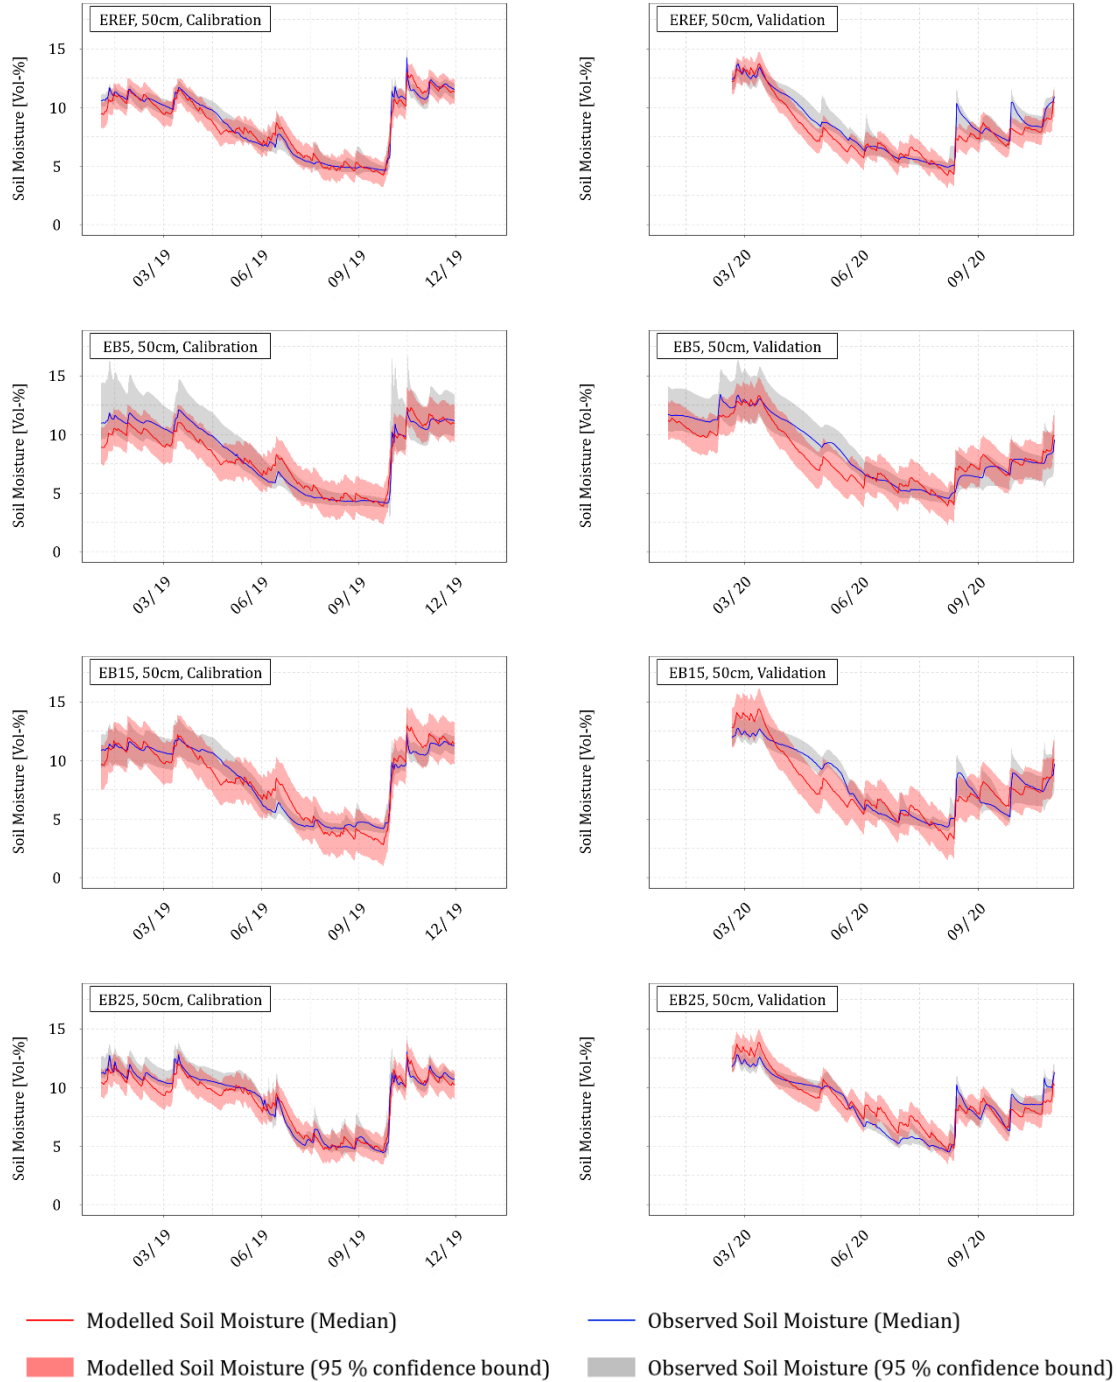 EREF, 50cm, Calibration
EREF, 50cm, Validation
Soil Moisture [Vol-%]
15
10
5
0
03/ 19
06/ 19
09/ 19
12/ 19
Soil Moisture [Vol-%]
03/ 20
06/ 20
09/ 20
EB5, 50cm, Calibration
EB5, 50cm, Validation
Soil Moisture [Vol-%]
15
10
5
0
03/ 19
06/ 19
09/ 19
12/ 19
Soil Moisture [Vol-%]
03/ 20
06/ 20
09/ 20
EB15, 50cm, Calibration
EB15, 50cm, Validation
Soil Moisture [Vol-%]
15
10
5
0
03/ 19
06/ 19
09/ 19
12/ 19
Soil Moisture [Vol-%]
03/ 20
06/ 20
09/ 20
EB25, 50cm, Calibration
EB25, 50cm, Validation
Soil Moisture [Vol-%]
15
10
5
0
03/ 19
06/ 19
09/ 19
12/ 19
Soil Moisture [Vol-%]
03/ 20
06/ 20
09/ 20
Modelled Soil Moisture (Median)
Observed Soil Moisture (Median)
Modelled Soil Moisture (95 % confidence bound)
Observed Soil Moisture (95 % confidence bound)